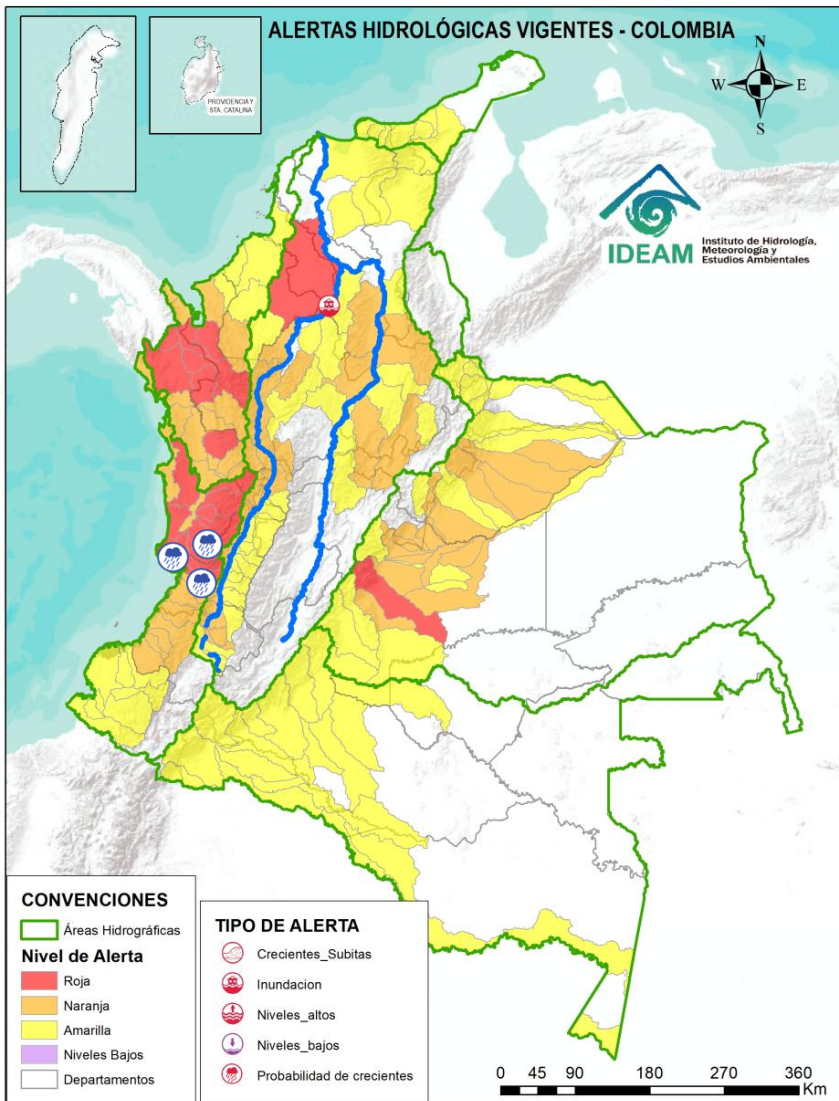 ALERTAS HIDROLÓGICAS VIGENTES - COLOMBIA
PROVIDENCIA Y
STA. CATALINA
N
W E
S
IDEAM
Instituto de Hidrología,
Meteorología y
Estudios Ambientales
CONVENCIONES
Áreas Hidrográficas
Nivel de Alerta
Roja
Naranja
Amarilla
Niveles Bajos
Departamentos
TIPO DE ALERTA
Crecientes_Subitas
Inundacion
Niveles_altos
Niveles_bajos
Probabilidad de crecientes
0 45 90 180 270 360
Km